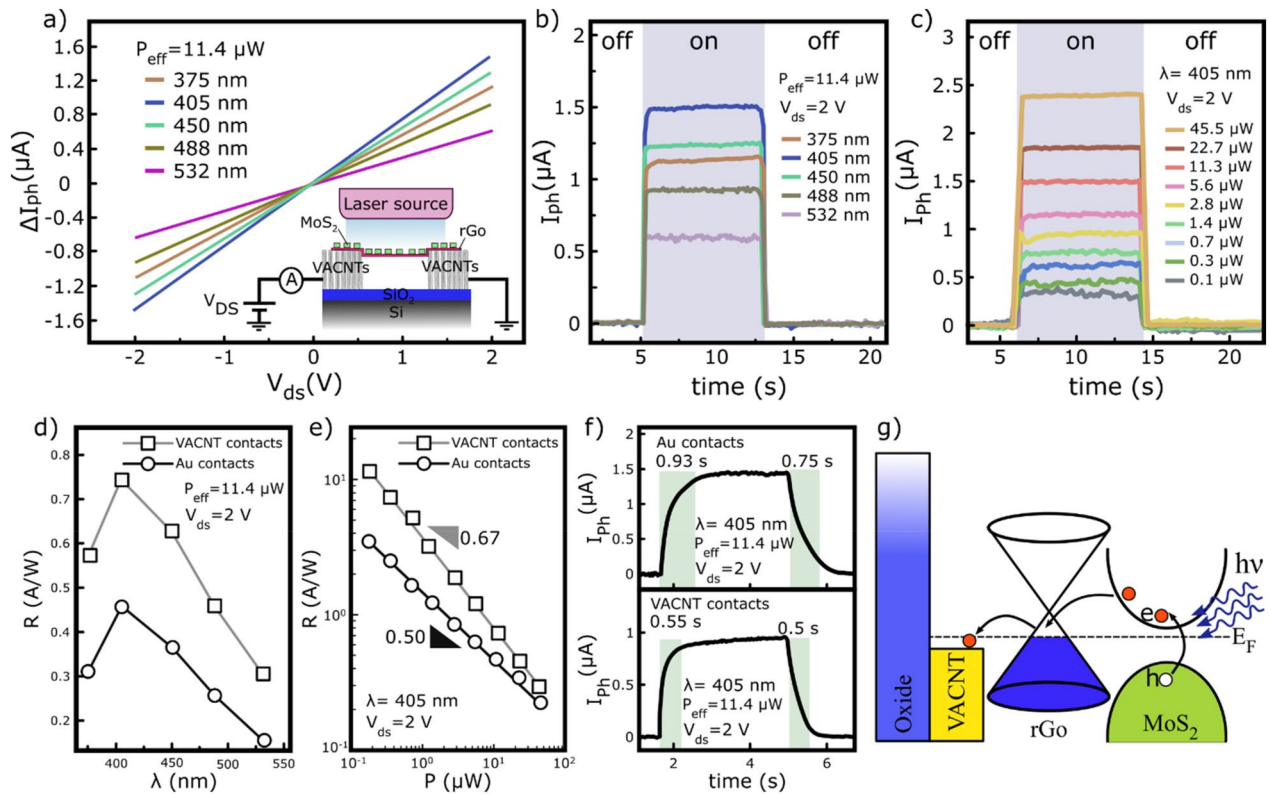 a)
ΔIph(μA)
1.6
1.2
0.8
0.4
0
-0.4
-0.8
-1.2
-1.6
Peff=11.4 μW
375 nm
405 nm
450 nm
488 nm
532 nm
Laser source
MoS2
rGo
VACNTs
VACNTs
A
VDS
SiO2
Si
-2
-1
0
1
2
Vds(V)
b)
Iph(μA)
2
1.5
1
0.5
0
off
on
off
Peff=11.4 μW
Vds=2 V
375 nm
405 nm
450 nm
488 nm
532 nm
5
10
15
20
time (s)
c)
IPh(μA)
3
2.5
2
1.5
1
0.5
0
off
on
off
λ= 405 nm
Vds=2 V
45.5 μW
22.7 μW
11.3 μW
5.6 μW
2.8 μW
1.4 μW
0.7 μW
0.3 μW
0.1 μW
5
10
15
20
time (s)
d)
R (A/W)
0.8
0.7
0.6
0.5
0.4
0.3
0.2
VACNT contacts
Au contacts
Peff=11.4 μW
Vds=2 V
400
450
500
550
λ (nm)
e)
R (A/W)
10¹
10⁰
10⁻¹
VACNT contacts
Au contacts
0.67
0.50
λ= 405 nm
Vds=2 V
10⁻¹
10⁰
10¹
10²
P (μW)
f)
IPh (μA)
2
1.5
1
0.5
0
Au contacts
0.93 s
0.75 s
λ= 405 nm
Peff=11.4 μW
Vds=2 V
IPh (μA)
1
0.5
0
VACNT contacts
0.55 s
0.5 s
λ= 405 nm
Peff=11.4 μW
Vds=2 V
2
4
6
time (s)
g)
Oxide
VACNT
rGo
hν
e
EF
h
MoS2